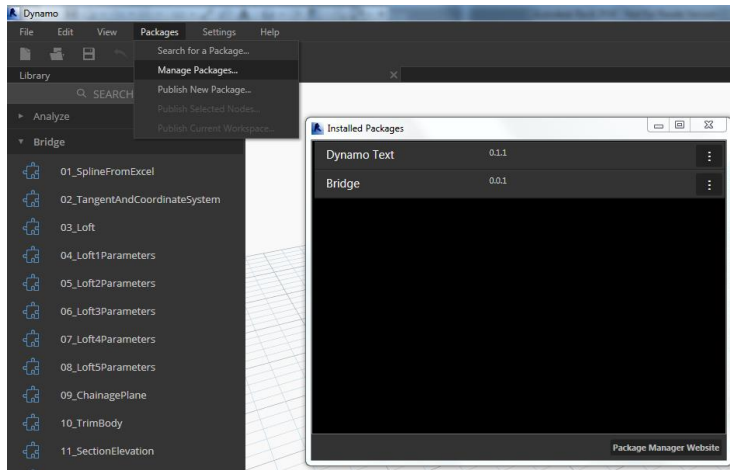 Dynamo
File Edit View Packages Settings Help
Search for a Package...
Manage Packages...
Publish New Package...
Publish Selected Nodes...
Publish Current Workspace...
Library
SEARCH
Analyze
Bridge
01_SplineFromExcel
02_TangentAndCoordinateSystem
03_Loft
04_Loft1Parameters
05_Loft2Parameters
06_Loft3Parameters
07_Loft4Parameters
08_Loft5Parameters
09_ChainagePlane
10_TrimBody
11_SectionElevation
Installed Packages
Dynamo Text 0.1.1
Bridge 0.0.1
Package Manager Website